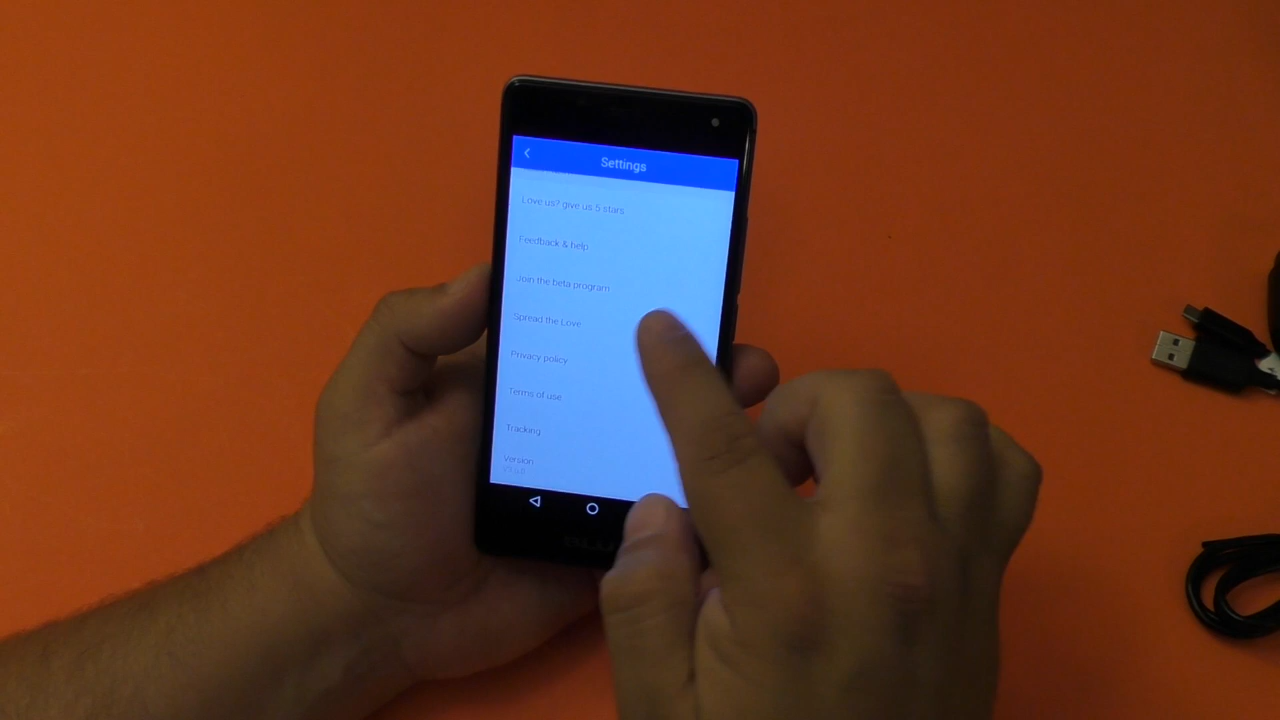 Settings
Love us? give us 5 stars
Feedback & help
Join the beta program
Spread the Love
Privacy policy
Terms of use
Tracking
Version
BLU